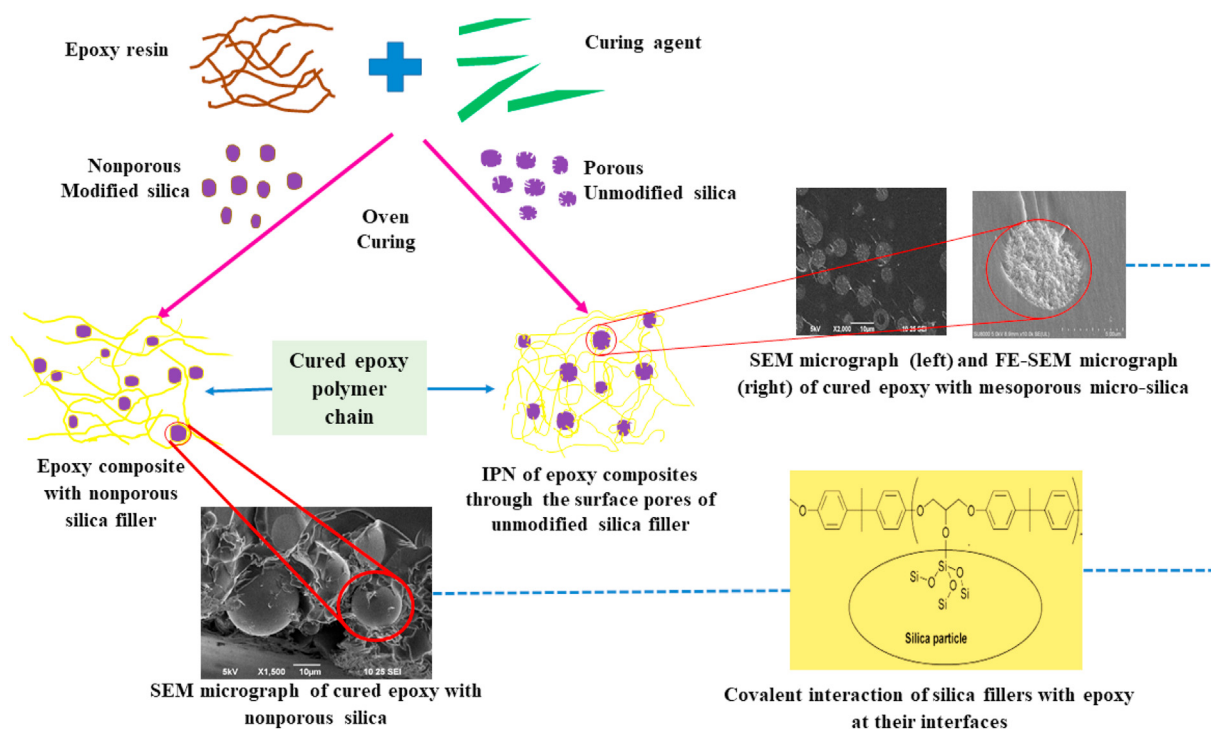 Epoxy resin
Curing agent
Nonporous
Modified silica
Porous
Unmodified silica
Oven
Curing
5kV X2,000 10µm 10 25 SEI
SEM micrograph (left) and FE-SEM micrograph
(right) of cured epoxy with mesoporous micro-silica
Cured epoxy
polymer
chain
Epoxy composite
with nonporous
silica filler
IPN of epoxy composites
through the surface pores of
unmodified silica filler
5kV X1,500 10µm 10 25 SEI
SEM micrograph of cured epoxy with
nonporous silica
O
O
O
O
Si
Si
O
O
O
Si
Si
Silica particle
Covalent interaction of silica fillers with epoxy
at their interfaces